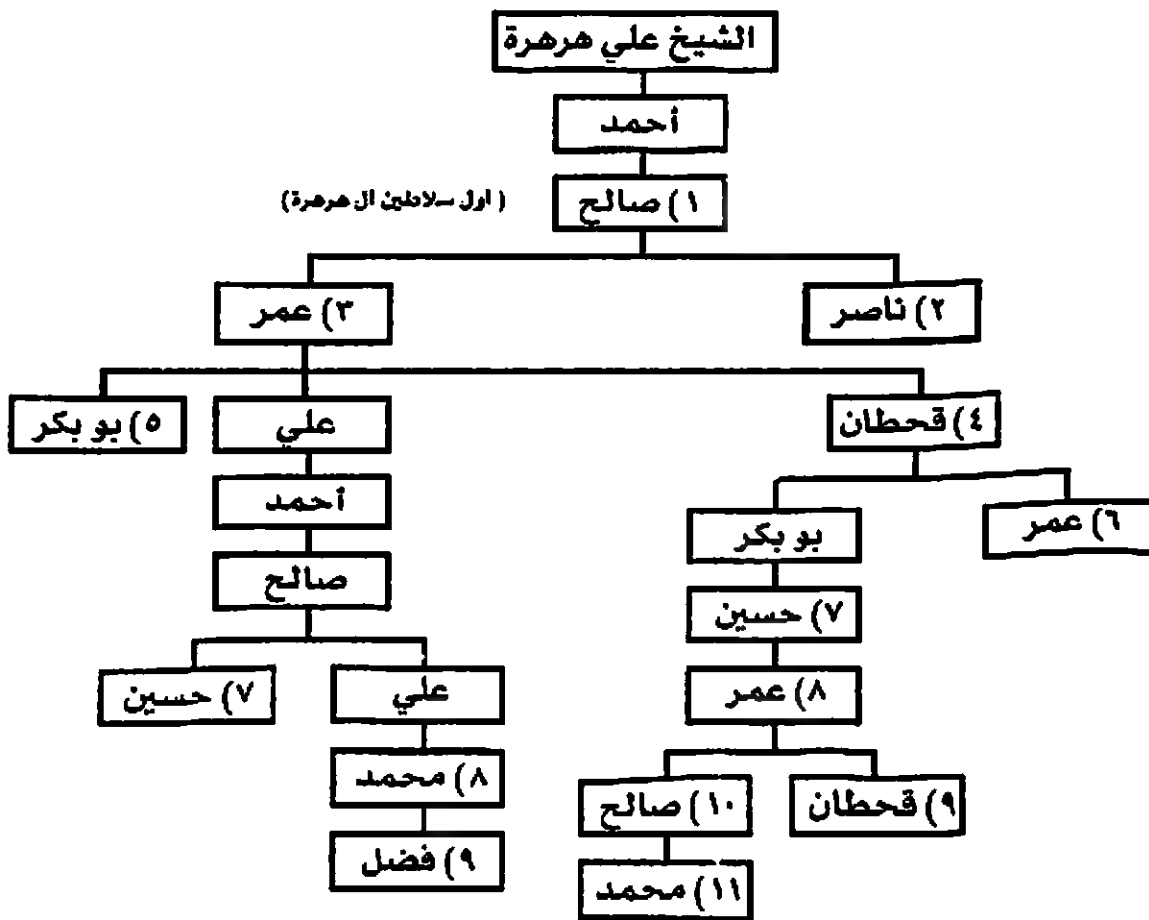 الشيخ علي هرهرة
أحمد
١) صالح
( اول سلاطين ال هرهرة)
٢) ناصر
٣) عمر
٤) قحطان
علي
٥) بو بكر
أحمد
٦) عمر
بو بكر
صالح
٧) حسين
علي
٧) حسين
٨) عمر
٨) محمد
٩) قحطان
١٠) صالح
٩) فضل
١١) محمد